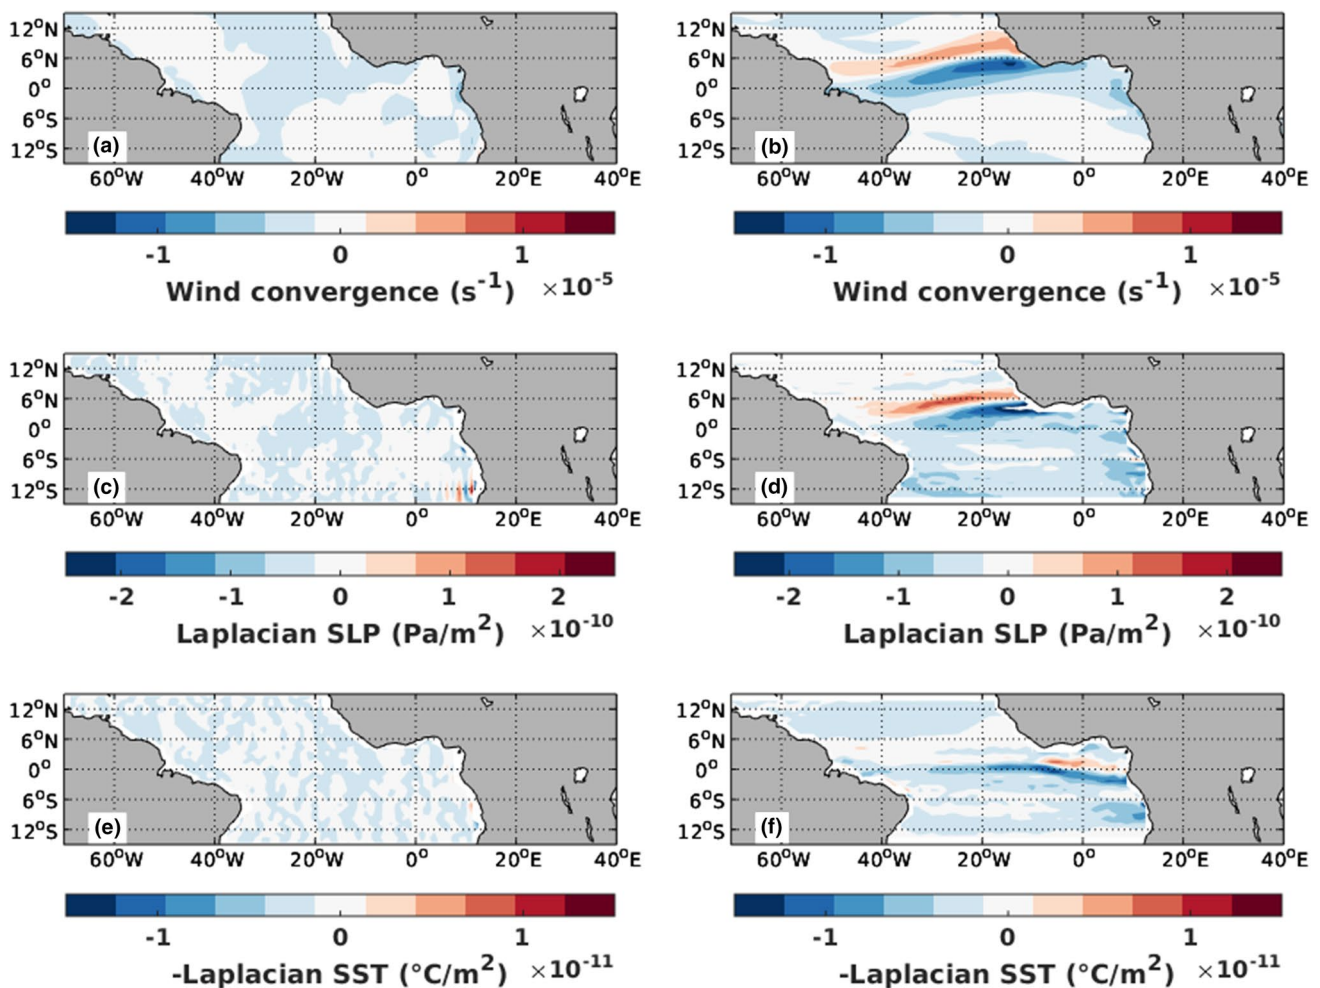 12°N 12°N
6°N 6°N
0° 0°
6°S 6°S
(a) (b)
12°S 12°S
60°W 40°W 20°W 0° 20°E 40°E 60°W 40°W 20°W 0° 20°E 40°E
-1 0 1 -1 0 1
Wind convergence (s⁻¹) ×10⁻⁵ Wind convergence (s⁻¹) ×10⁻⁵
12°N 12°N
6°N 6°N
0° 0°
6°S 6°S
(c) (d)
12°S 12°S
60°W 40°W 20°W 0° 20°E 40°E 60°W 40°W 20°W 0° 20°E 40°E
-2 -1 0 1 2 -2 -1 0 1 2
Laplacian SLP (Pa/m²) ×10⁻¹⁰ Laplacian SLP (Pa/m²) ×10⁻¹⁰
12°N 12°N
6°N 6°N
0° 0°
6°S 6°S
(e) (f)
12°S 12°S
60°W 40°W 20°W 0° 20°E 40°E 60°W 40°W 20°W 0° 20°E 40°E
-1 0 1 -1 0 1
-Laplacian SST (°C/m²) ×10⁻¹¹ -Laplacian SST (°C/m²) ×10⁻¹¹